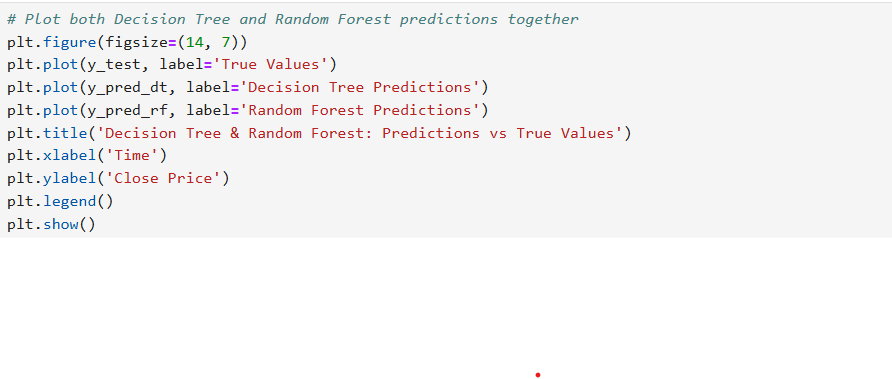 # Plot both Decision Tree and Random Forest predictions together
plt.figure(figsize=(14, 7))
plt.plot(y_test, label='True Values')
plt.plot(y_pred_dt, label='Decision Tree Predictions')
plt.plot(y_pred_rf, label='Random Forest Predictions')
plt.title('Decision Tree & Random Forest: Predictions vs True Values')
plt.xlabel('Time')
plt.ylabel('Close Price')
plt.legend()
plt.show()